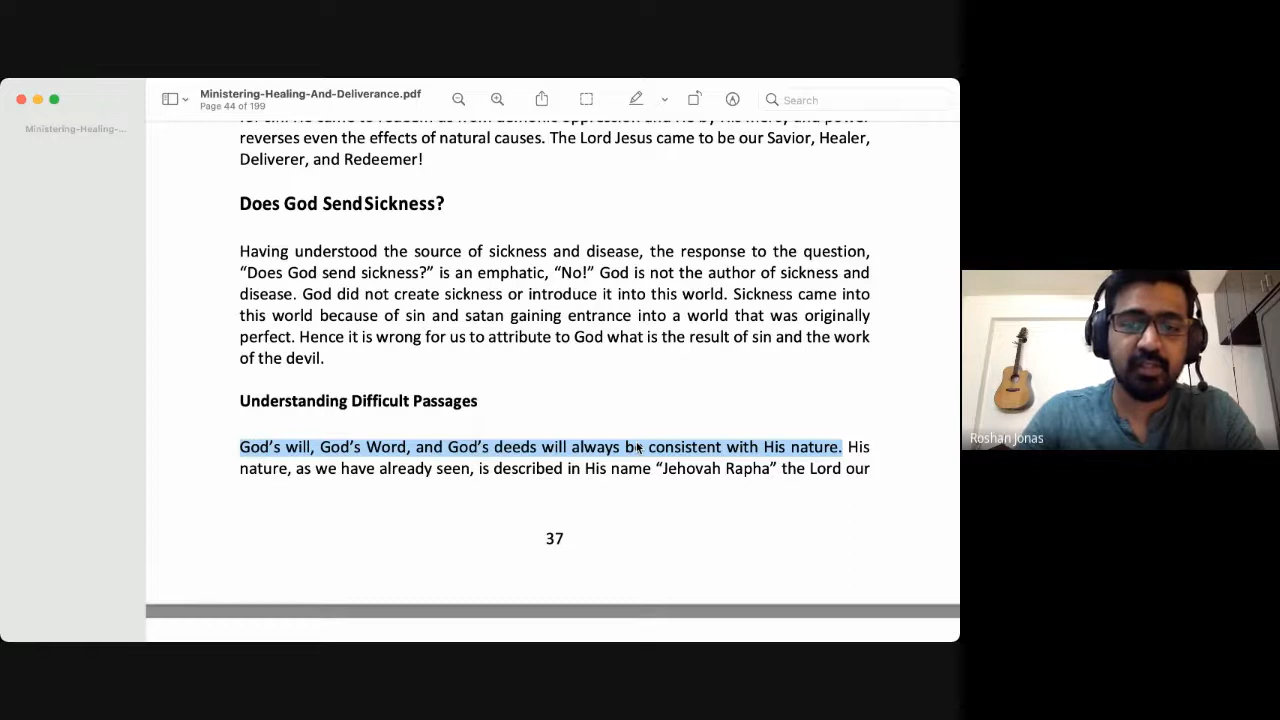 Ministering-Healing-And-Deliverance.pdf
Page 44 of 199
Search
Ministering-Healing-...
reverses even the effects of natural causes. The Lord Jesus came to be our Savior, Healer,
Deliverer, and Redeemer!
Does God Send Sickness?
Having understood the source of sickness and disease, the response to the question,
“Does God send sickness?” is an emphatic, “No!” God is not the author of sickness and
disease. God did not create sickness or introduce it into this world. Sickness came into
this world because of sin and satan gaining entrance into a world that was originally
perfect. Hence it is wrong for us to attribute to God what is the result of sin and the work
of the devil.
Understanding Difficult Passages
God’s will, God’s Word, and God’s deeds will always be consistent with His nature. His
nature, as we have already seen, is described in His name “Jehovah Rapha” the Lord our
37
Roshan Jonas